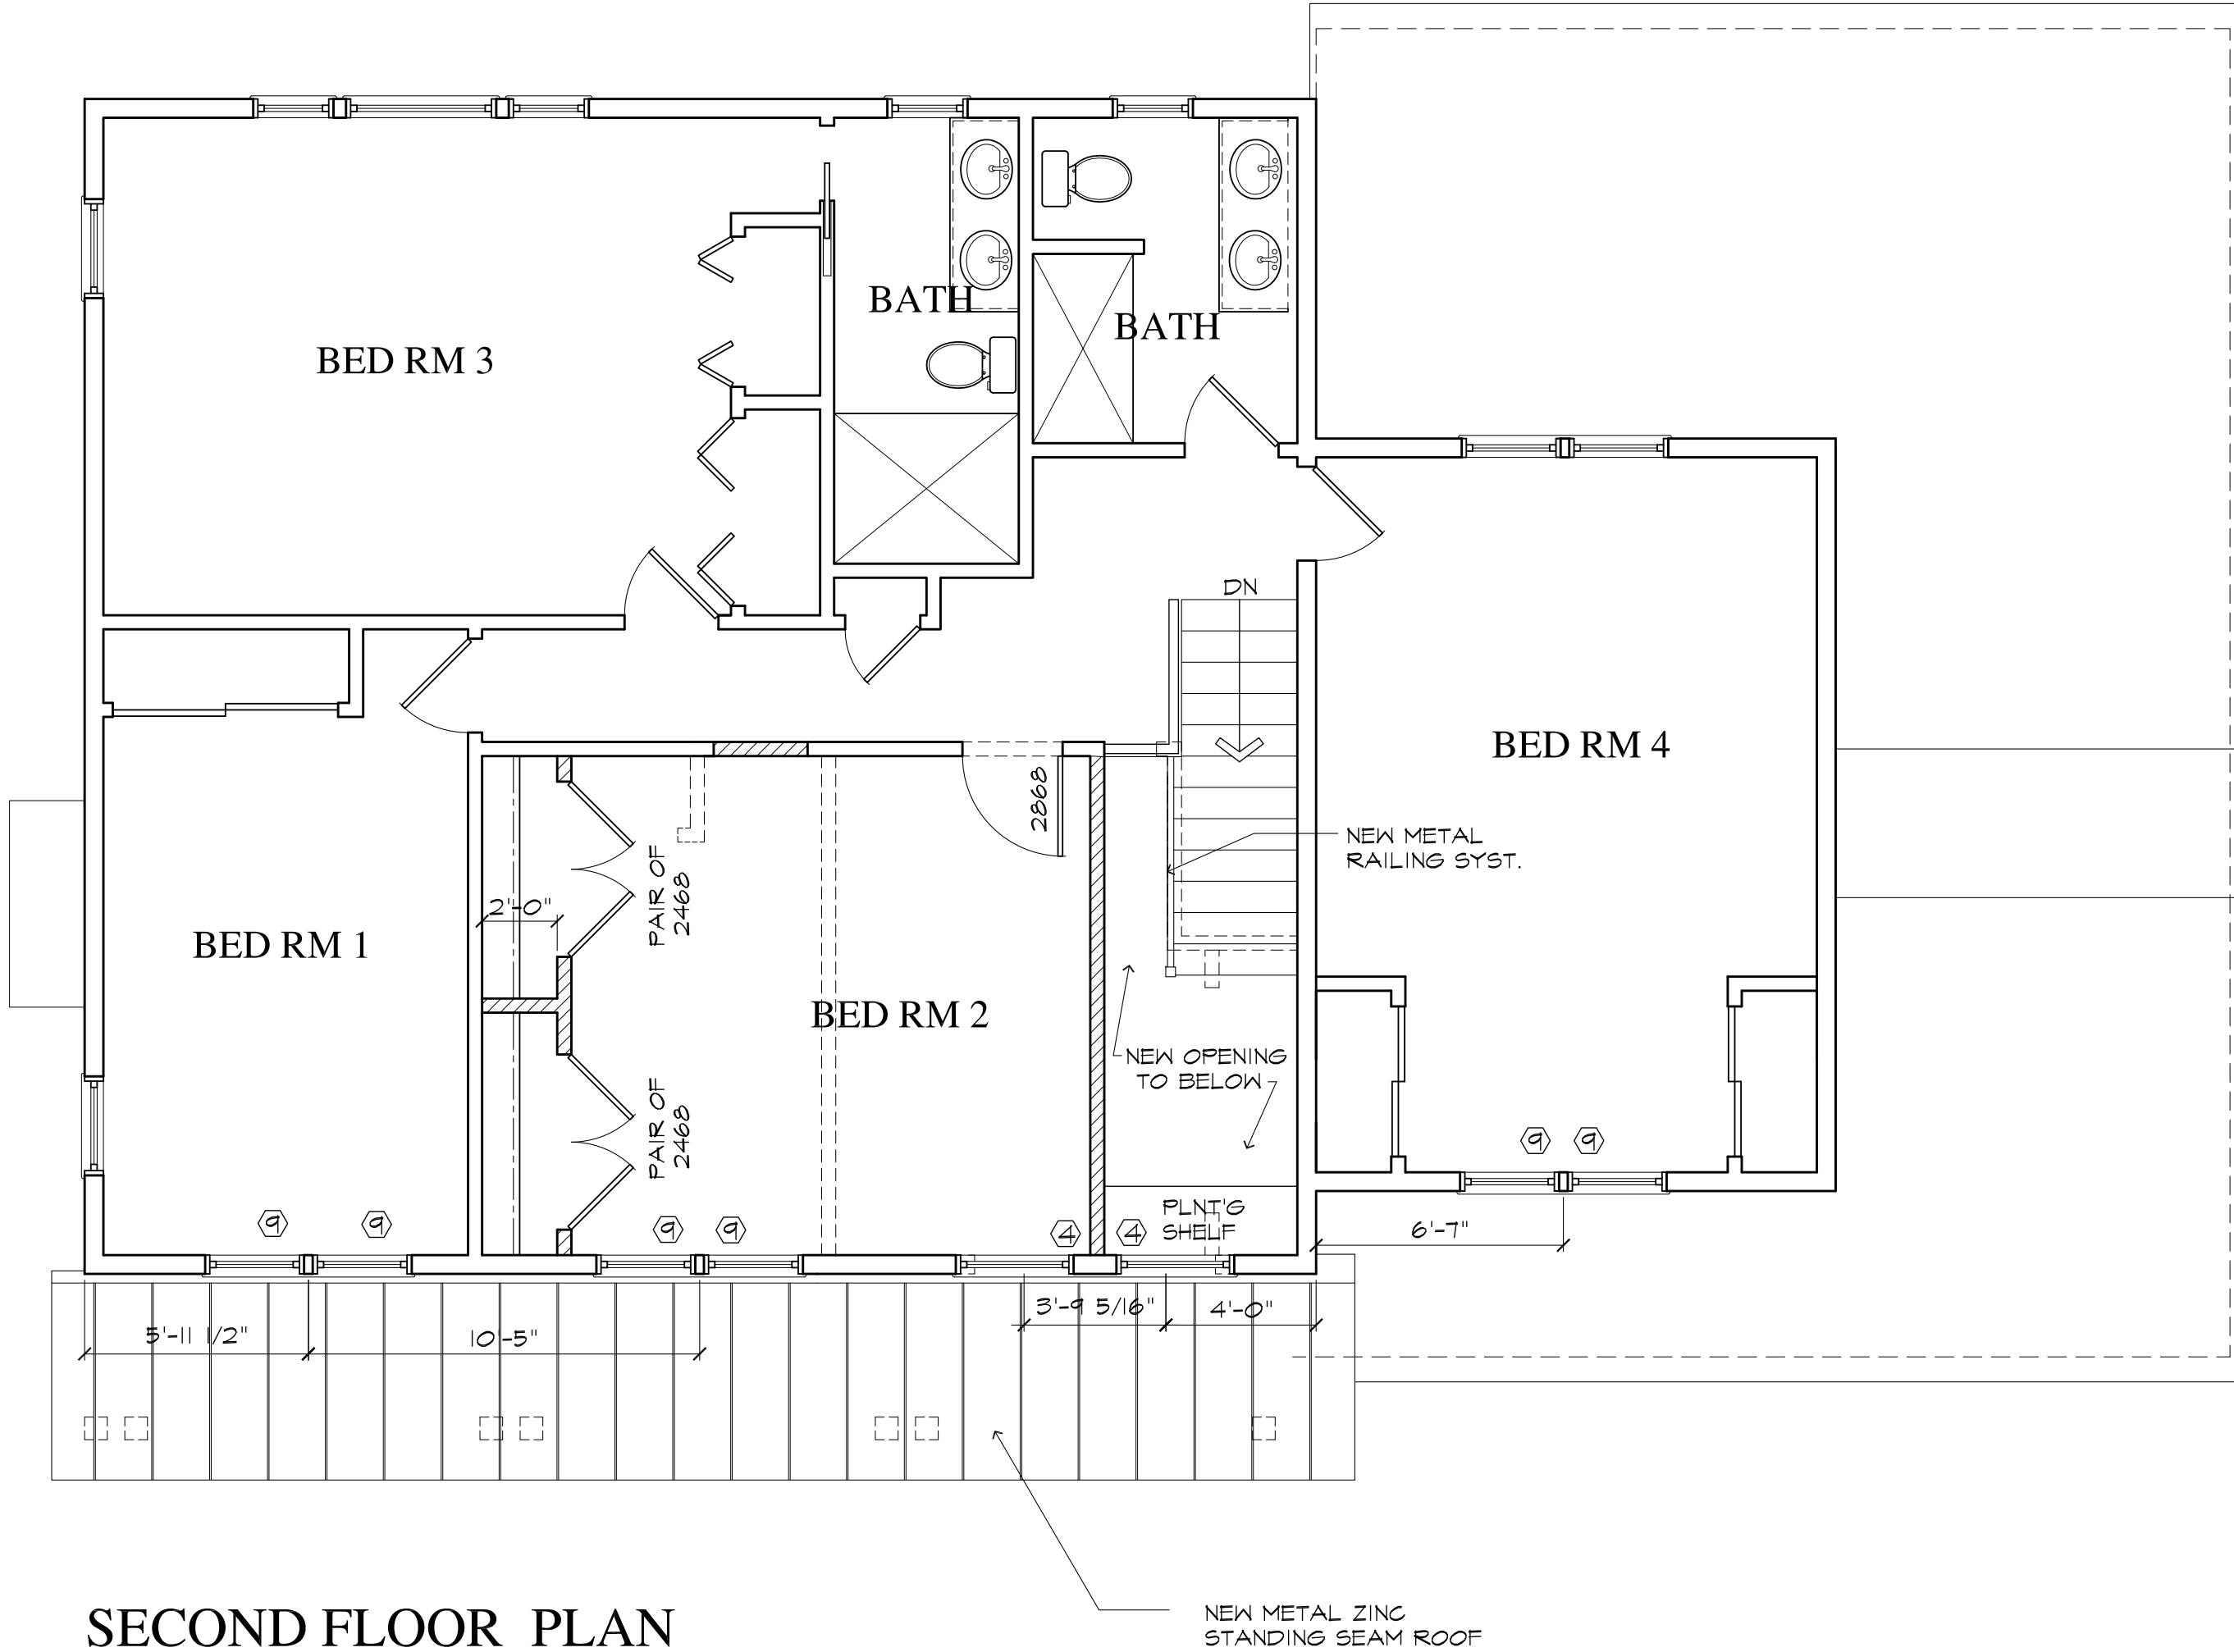 BATH
BATH
BED RM 3
DN
BED RM 4
2868
NEW METAL
RAILING SYST.
PAIR OF
2468
2'-0"
BED RM 1
BED RM 2
NEW OPENING
TO BELOW
PAIR OF
2468
9
9
9
9
9
9
4
4
PLNT'G
SHELF
6'-7"
3'-9 5/16"
4'-0"
5'-11 1/2"
10'-5"
NEW METAL ZINC
STANDING SEAM ROOF
SECOND FLOOR PLAN